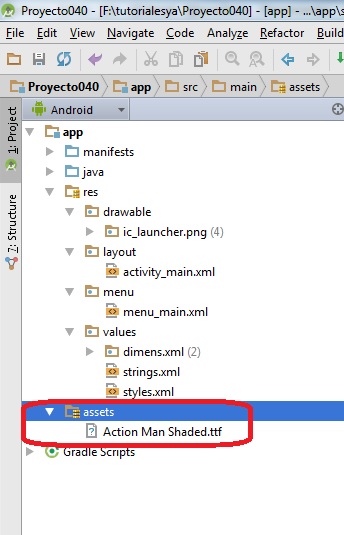 Proyecto040 - [F:\tutorialesya\Proyecto040] - [app] - ...\app\s
File Edit View Navigate Code Analyze Refactor Buil
Proyecto040 app src main assets
1: Project
Android
7: Structure
app
manifests
java
res
drawable
ic_launcher.png (4)
layout
activity_main.xml
menu
menu_main.xml
values
dimens.xml (2)
strings.xml
styles.xml
assets
Action Man Shaded.ttf
Gradle Scripts